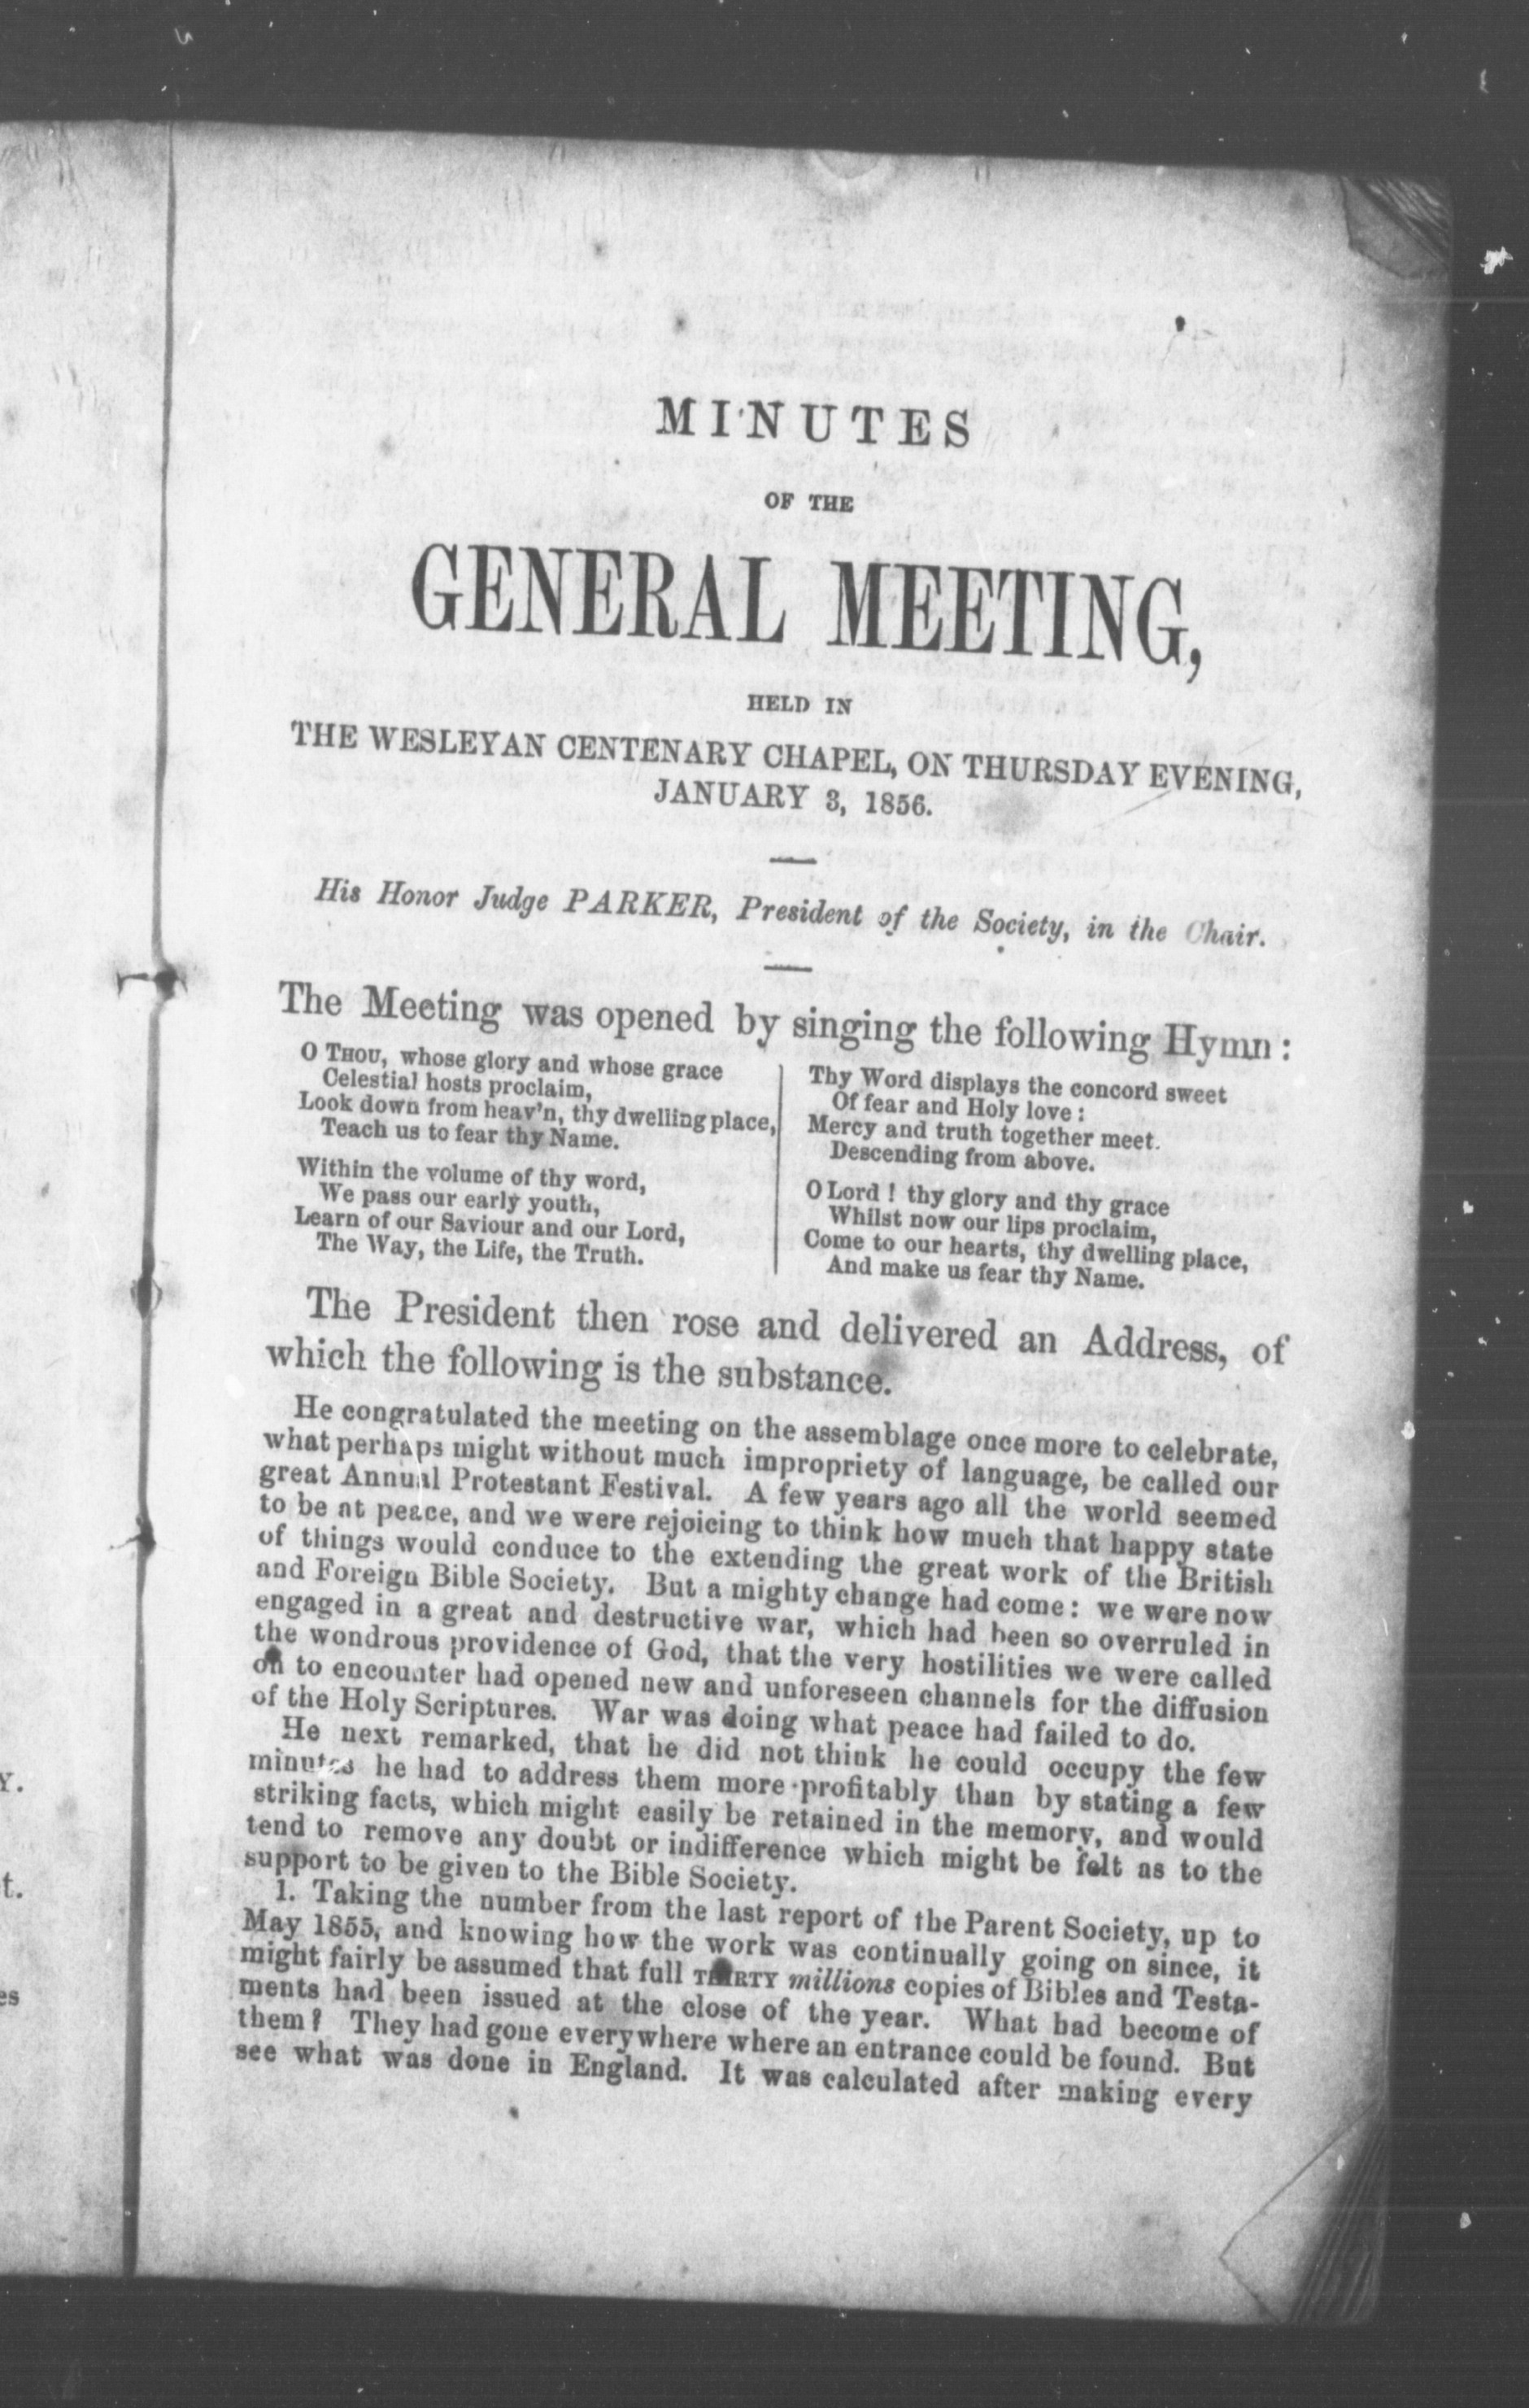 MINUTES
OF THE
GENERAL MEETING,
HELD IN
THE WESLEYAN CENTENARY CHAPEL, ON THURSDAY EVENING,
JANUARY 3, 1856.
His Honor Judge PARKER, President of the Society, in the Chair.
The Meeting was opened by singing the following Hymn:
O THOU, whose glory and whose grace
Celestial hosts proclaim,
Look down from heav'n, thy dwelling place,
Teach us to fear thy Name.
Within the volume of thy word,
We pass our early youth,
Learn of our Saviour and our Lord,
The Way, the Life, the Truth.
Thy Word displays the concord sweet
Of fear and Holy love:
Mercy and truth together meet.
Descending from above.
O Lord! thy glory and thy grace
Whilst now our lips proclaim,
Come to our hearts, thy dwelling place,
And make us fear thy Name.
The President then rose and delivered an Address, of
which the following is the substance.
He congratulated the meeting on the assemblage once more to celebrate,
what perhaps might without much impropriety of language, be called our
great Annual Protestant Festival. A few years ago all the world seemed
to be at peace, and we were rejoicing to think how much that happy state
of things would conduce to the extending the great work of the British
and Foreign Bible Society. But a mighty change had come: we were now
engaged in a great and destructive war, which had been so overruled in
the wondrous providence of God, that the very hostilities we were called
on to encounter had opened new and unforeseen channels for the diffusion
of the Holy Scriptures. War was doing what peace had failed to do.
He next remarked, that he did not think he could occupy the few
minutes he had to address them more profitably than by stating a few
striking facts, which might easily be retained in the memory, and would
tend to remove any doubt or indifference which might be felt as to the
support to be given to the Bible Society.
1. Taking the number from the last report of the Parent Society, up to
May 1855, and knowing how the work was continually going on since, it
might fairly be assumed that full THIRTY millions copies of Bibles and Testa-
ments had been issued at the close of the year. What had become of
them? They had gone everywhere where an entrance could be found. But
see what was done in England. It was calculated after making every
Y.
t.
es